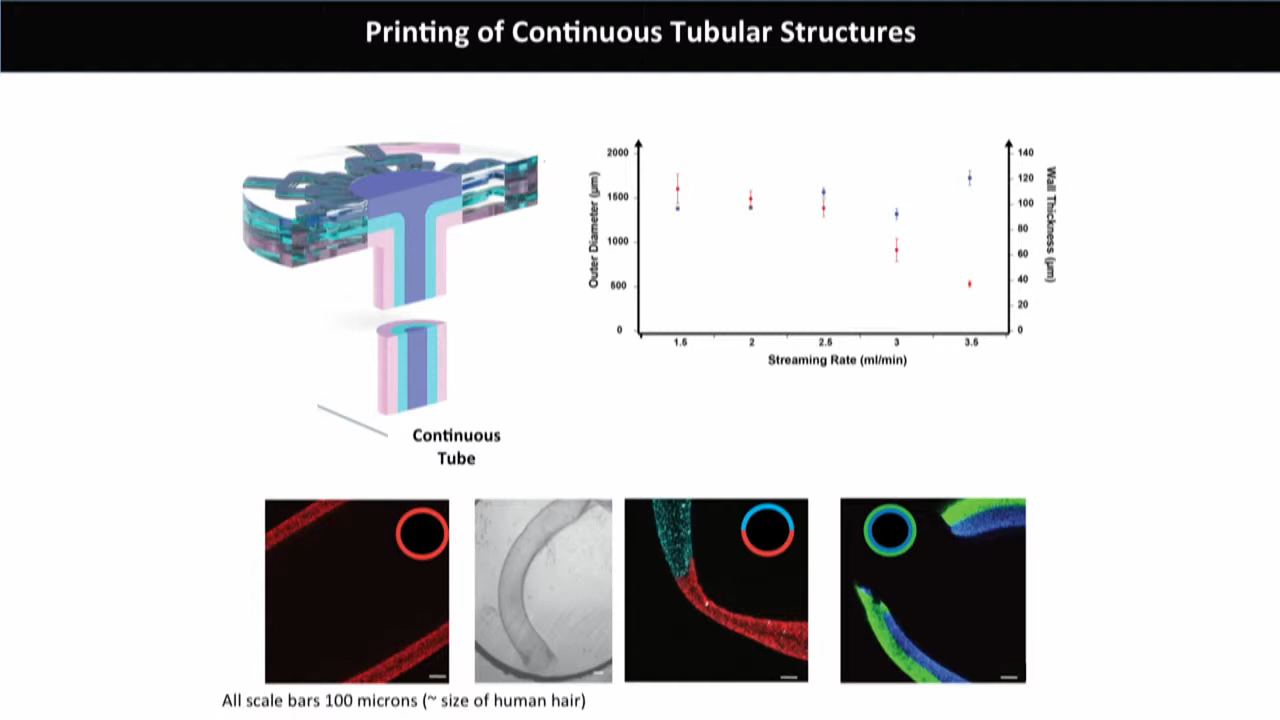 Printing of Continuous Tubular Structures
2000
1500
1000
500
0
Outer Diameter (µm)
140
120
100
80
60
40
20
0
Wall Thickness (µm)
1.5
2
2.5
3
3.5
Streaming Rate (ml/min)
Continuous
Tube
All scale bars 100 microns (~ size of human hair)